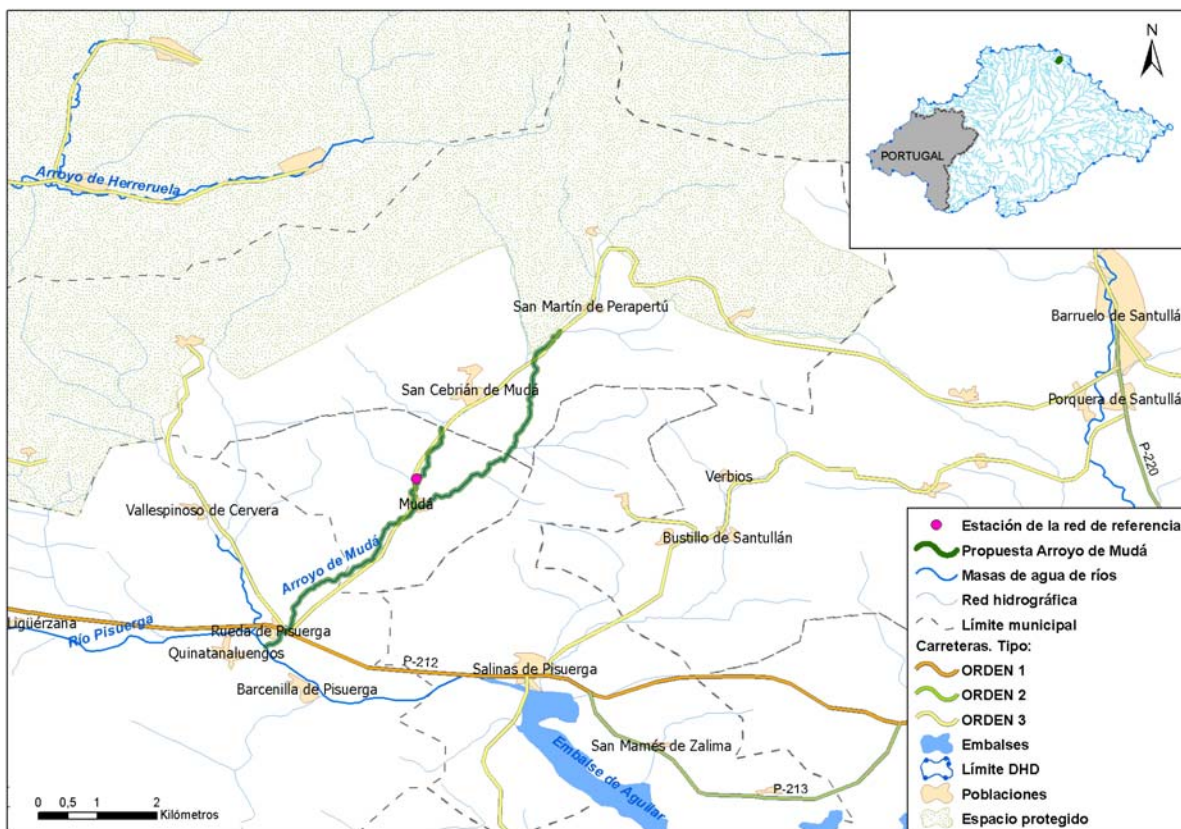 N
PORTUGAL
Arroyo de Herreruela
San Martín de Perapertú
Barruelo de Santullá
San Cebrián de Mudá
Porquera de Santullá
P-220
Verbios
Mudá
Vallespinoso de Cervera
Bustillo de Santullán
Arroyo de Mudá
Ligüérzana
Río Pisuerga
Rueda de Pisuerga
Quinatanaluengos
P-212
Salinas de Pisuerga
Barcenilla de Pisuerga
San Mamés de Zalima
Embalse de Aguilar
P-213
0 0,5 1 2
Kilómetros
Estación de la red de referencia
Propuesta Arroyo de Mudá
Masas de agua de ríos
Red hidrográfica
Límite municipal
Carreteras. Tipo:
ORDEN 1
ORDEN 2
ORDEN 3
Embalses
Límite DHD
Poblaciones
Espacio protegido